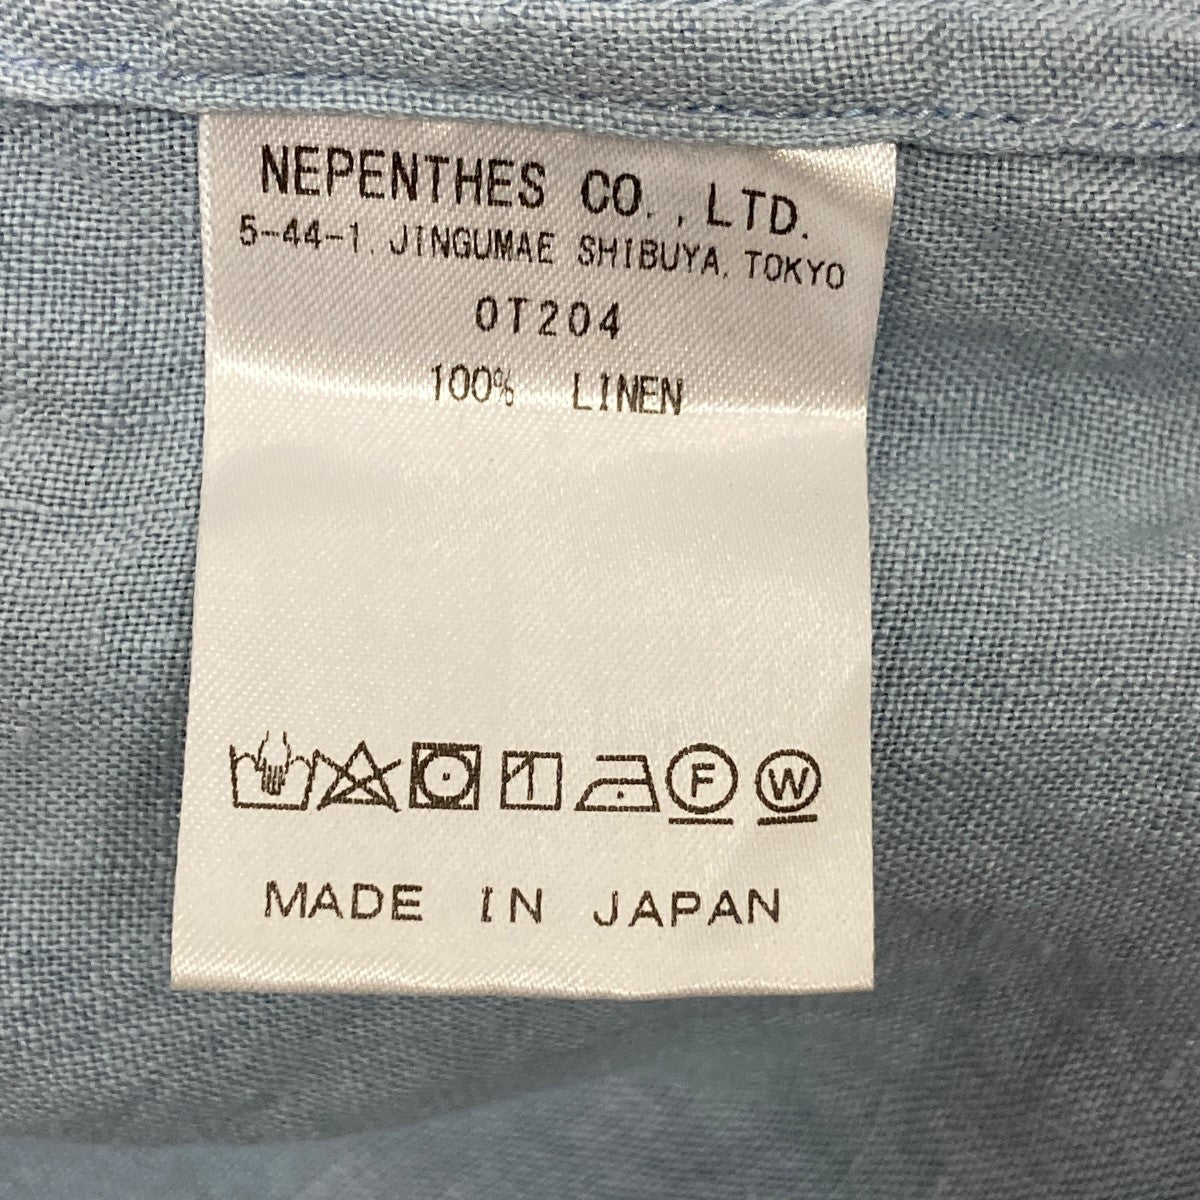 NEPENTHES CO., LTD.
5-44-1, JINGUMAE SHIBUYA, TOKYO
OT204
100% LINEN
F W
MADE IN JAPAN